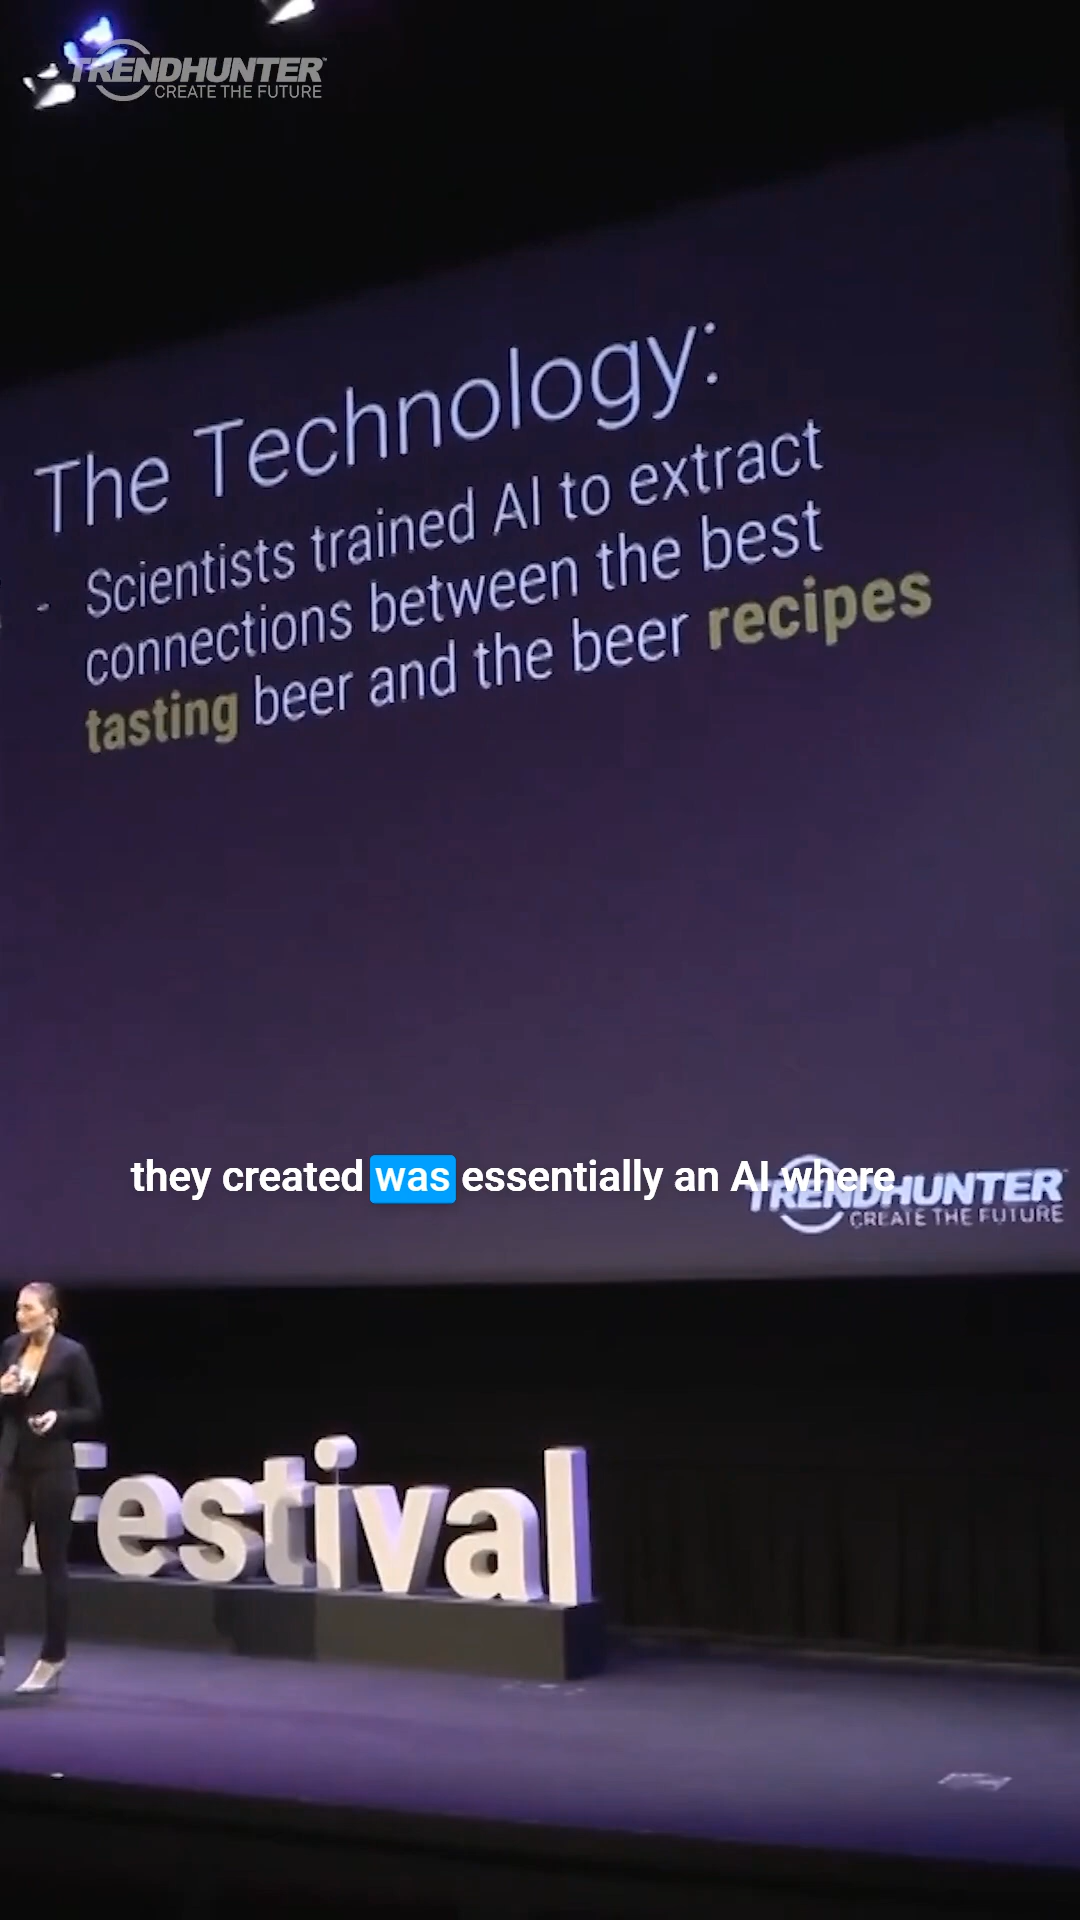 TRENDHUNTER™
CREATE THE FUTURE
The Technology:
- Scientists trained AI to extract
connections between the best
tasting beer and the beer recipes
they created was essentially an AI where
TRENDHUNTER
CREATE THE FUTURE
Festival